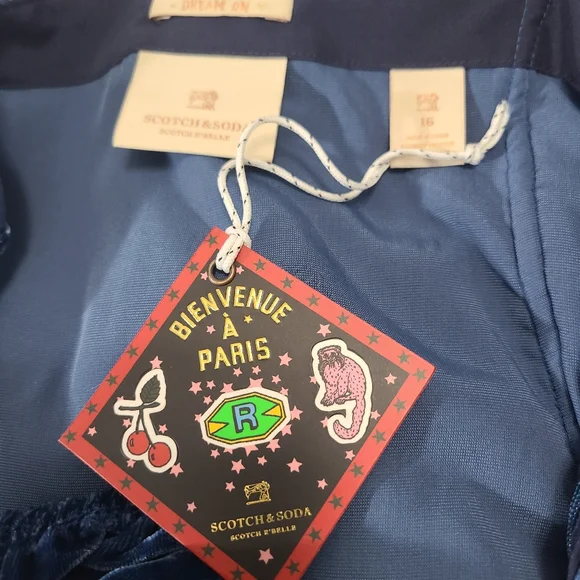 DREAM ON
SCOTCH & SODA
SCOTCH R'BELLE
16
BIENVENUE
À
PARIS
R
SCOTCH & SODA
SCOTCH R'BELLE